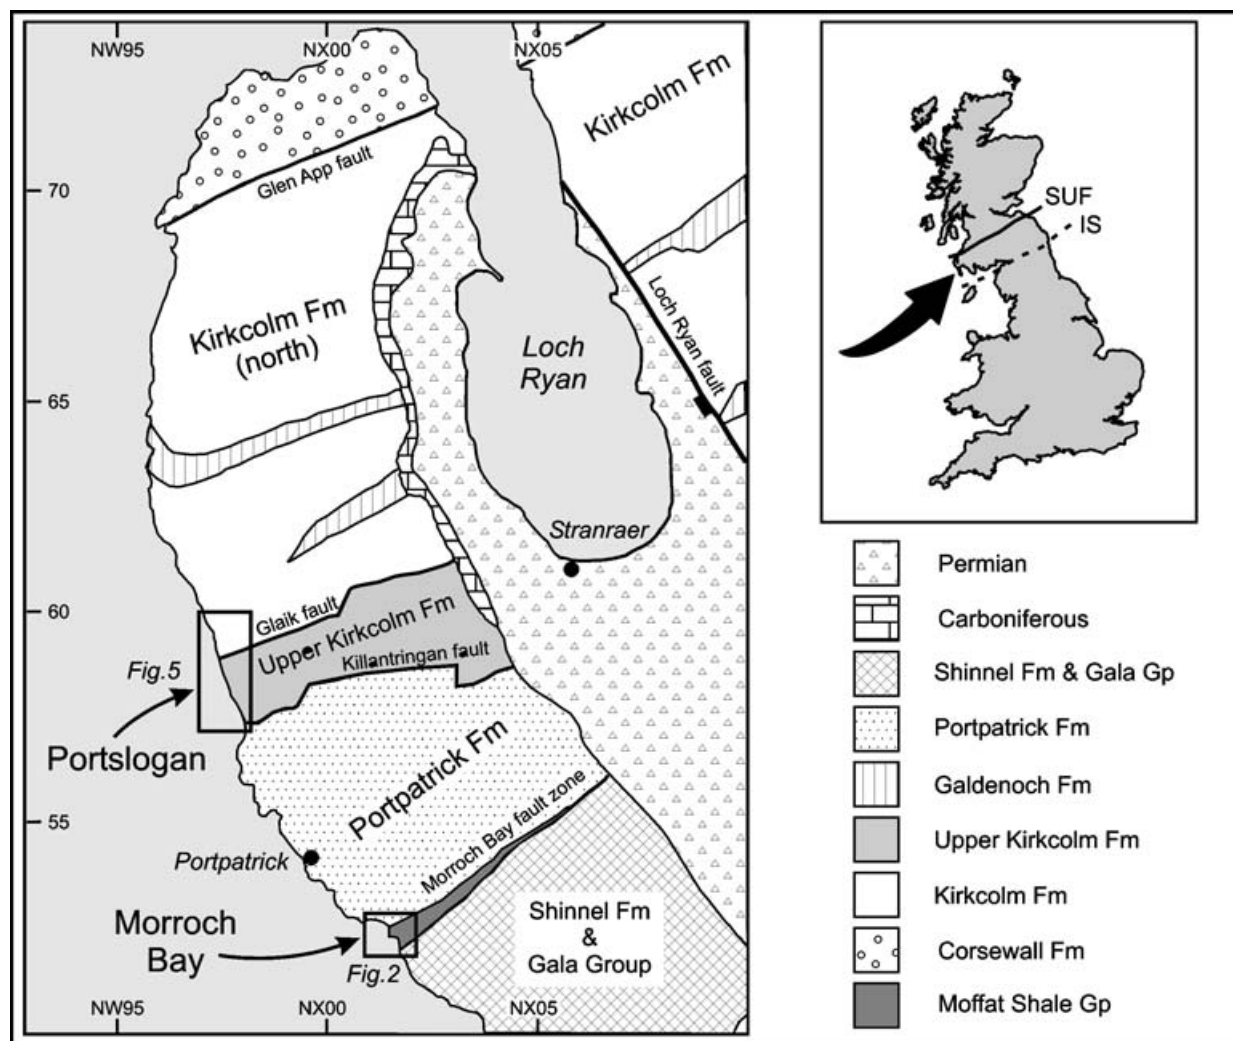 NW95
NX00
NX05
Kirkcolm Fm
Glen App fault
70
SUF
IS
Kirkcolm Fm
(north)
Loch
Ryan
Loch Ryan fault
65
Stranraer
60
Glaik fault
Upper Kirkcolm Fm
Killantringan fault
Fig.5
Portslogan
Portpatrick Fm
55
Morroch Bay fault zone
Portpatrick
Morroch
Bay
Fig.2
Shinnel Fm
&
Gala Group
NW95
NX00
NX05
Permian
Carboniferous
Shinnel Fm & Gala Gp
Portpatrick Fm
Galdenoch Fm
Upper Kirkcolm Fm
Kirkcolm Fm
Corsewall Fm
Moffat Shale Gp